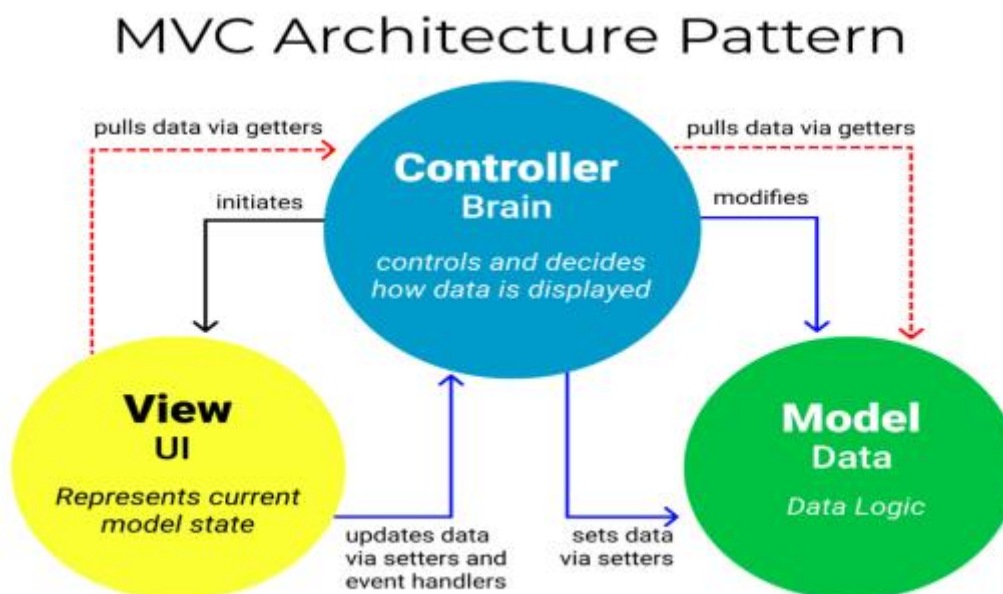 MVC Architecture Pattern
pulls data via getters
pulls data via getters
Controller
Brain
initiates
modifies
controls and decides
how data is displayed
View
UI
Represents current
model state
Model
Data
Data Logic
updates data
via setters and
event handlers
sets data
via setters